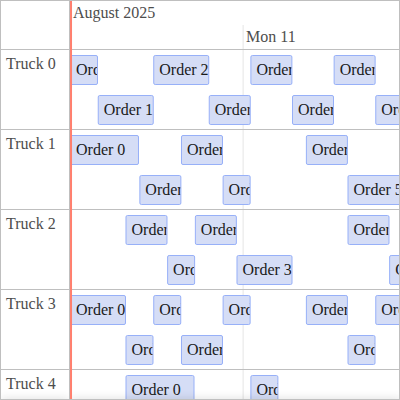 August 2025
Mon 11
Truck 0
Ord Order 2 Order Order
Order 1 Order Order Or
Truck 1
Order 0 Order Order
Order Ord Order 5
Truck 2
Order Order Order
Ord Order 3
Truck 3
Order 0 Ord Ord Order Or
Ord Order Ord
Truck 4
Order 0 Ord